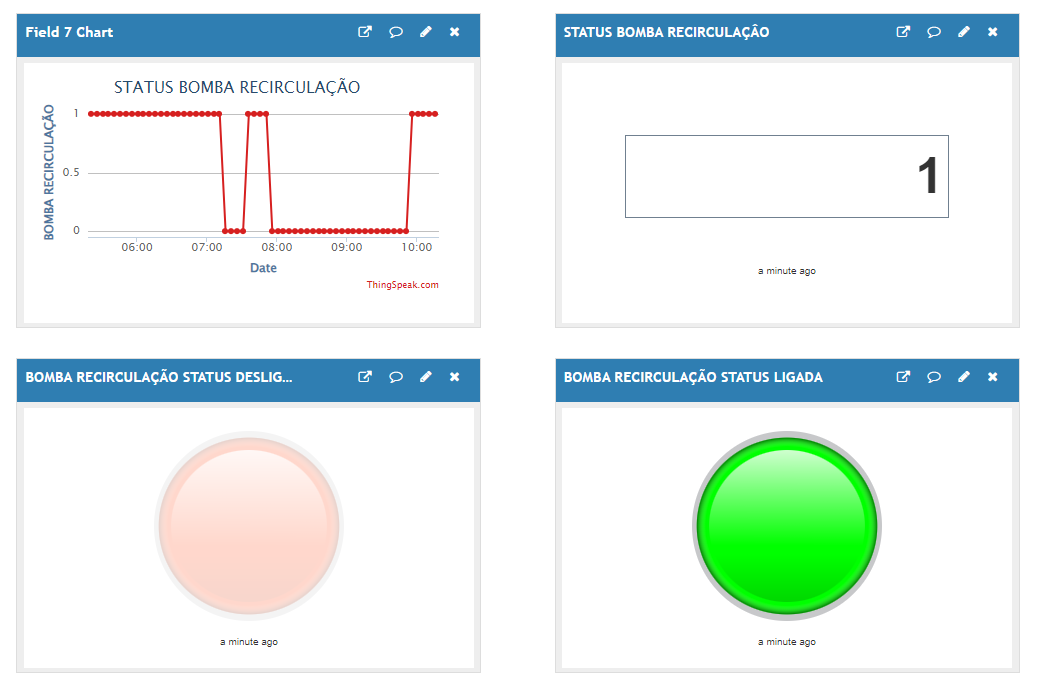 Field 7 Chart
STATUS BOMBA RECIRCULAÇÃO
BOMBA RECIRCULAÇÃO
1
0.5
0
06:00 07:00 08:00 09:00 10:00
Date
ThingSpeak.com
STATUS BOMBA RECIRCULAÇÃO
1
a minute ago
BOMBA RECIRCULAÇÃO STATUS DESLIG...
a minute ago
BOMBA RECIRCULAÇÃO STATUS LIGADA
a minute ago